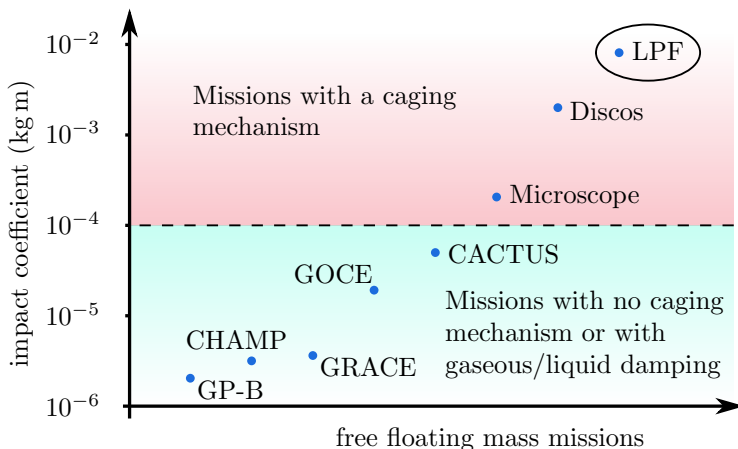 10⁻²
LPF
Missions with a caging
mechanism
Discos
10⁻³
Microscope
10⁻⁴
CACTUS
GOCE
Missions with no caging
mechanism or with
gaseous/liquid damping
10⁻⁵
CHAMP
GRACE
GP-B
10⁻⁶
impact coefficient (kg m)
free floating mass missions